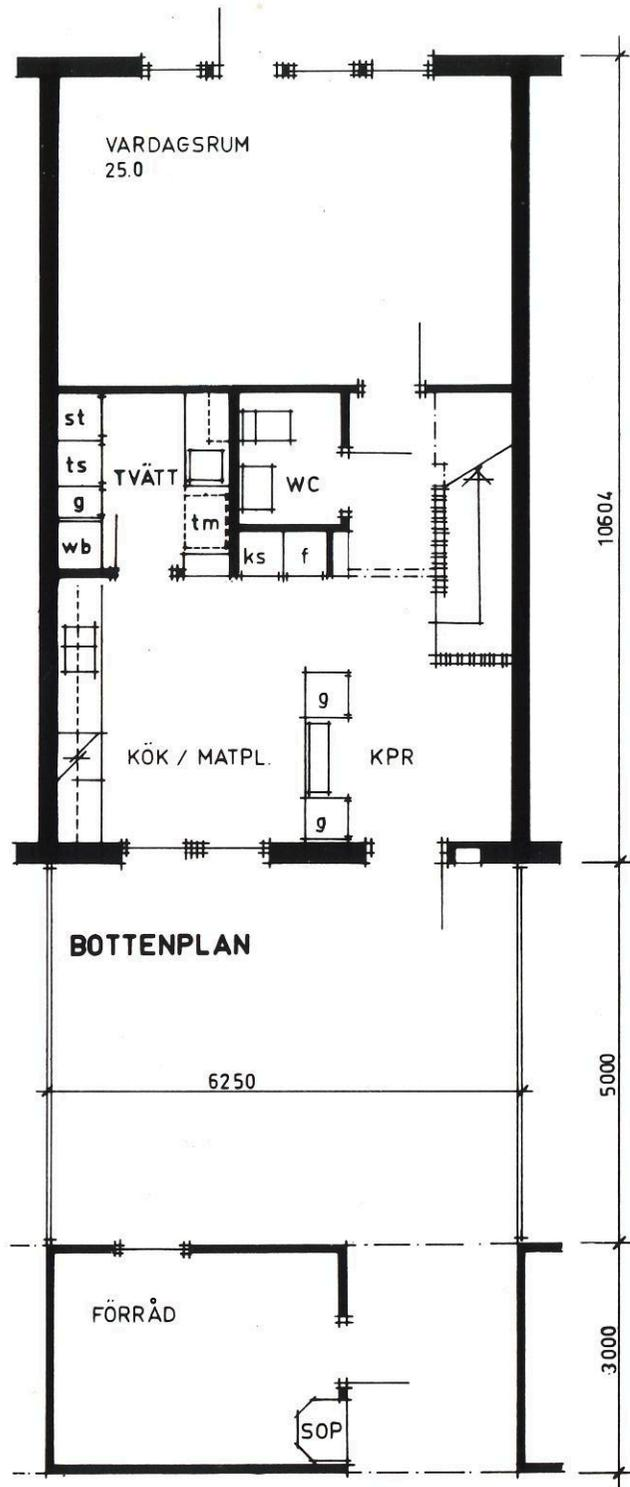 VARDAGSRUM
25.0
st
ts
TVÄTT
g
wb
tm
WC
ks
f
10604
g
KÖK / MATPL.
KPR
g
BOTTENPLAN
6250
5000
FÖRRÅD
3000
SOP